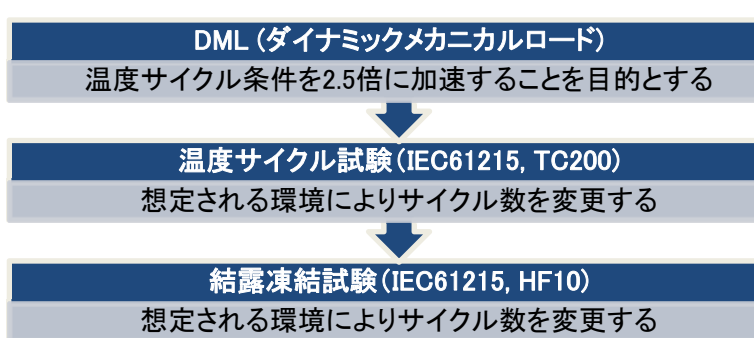 DML (ダイナミックメカニカルロード)
温度サイクル条件を2.5倍に加速することを目的とする
温度サイクル試験(IEC61215, TC200)
想定される環境によりサイクル数を変更する
結露凍結試験(IEC61215, HF10)
想定される環境によりサイクル数を変更する